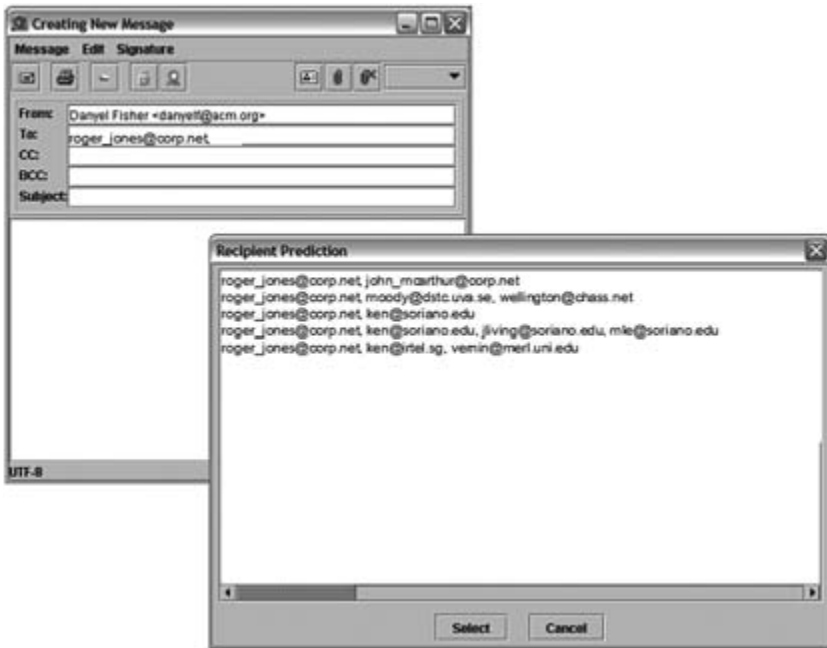 Creating New Message
Message Edit Signature
From: Danyel Fisher <danyelf@acm.org>
To: roger_jones@corp.net,
CC:
BCC:
Subject:
UTF-8
Recipient Prediction
roger_jones@corp.net, john_mcarthur@corp.net
roger_jones@corp.net, moody@dstc.uva.se, wellington@chass.net
roger_jones@corp.net, ken@soriano.edu
roger_jones@corp.net, ken@soriano.edu, jliving@soriano.edu, mle@soriano.edu
roger_jones@corp.net, ken@irtel.sg, vernin@merl.uni.edu
Select Cancel